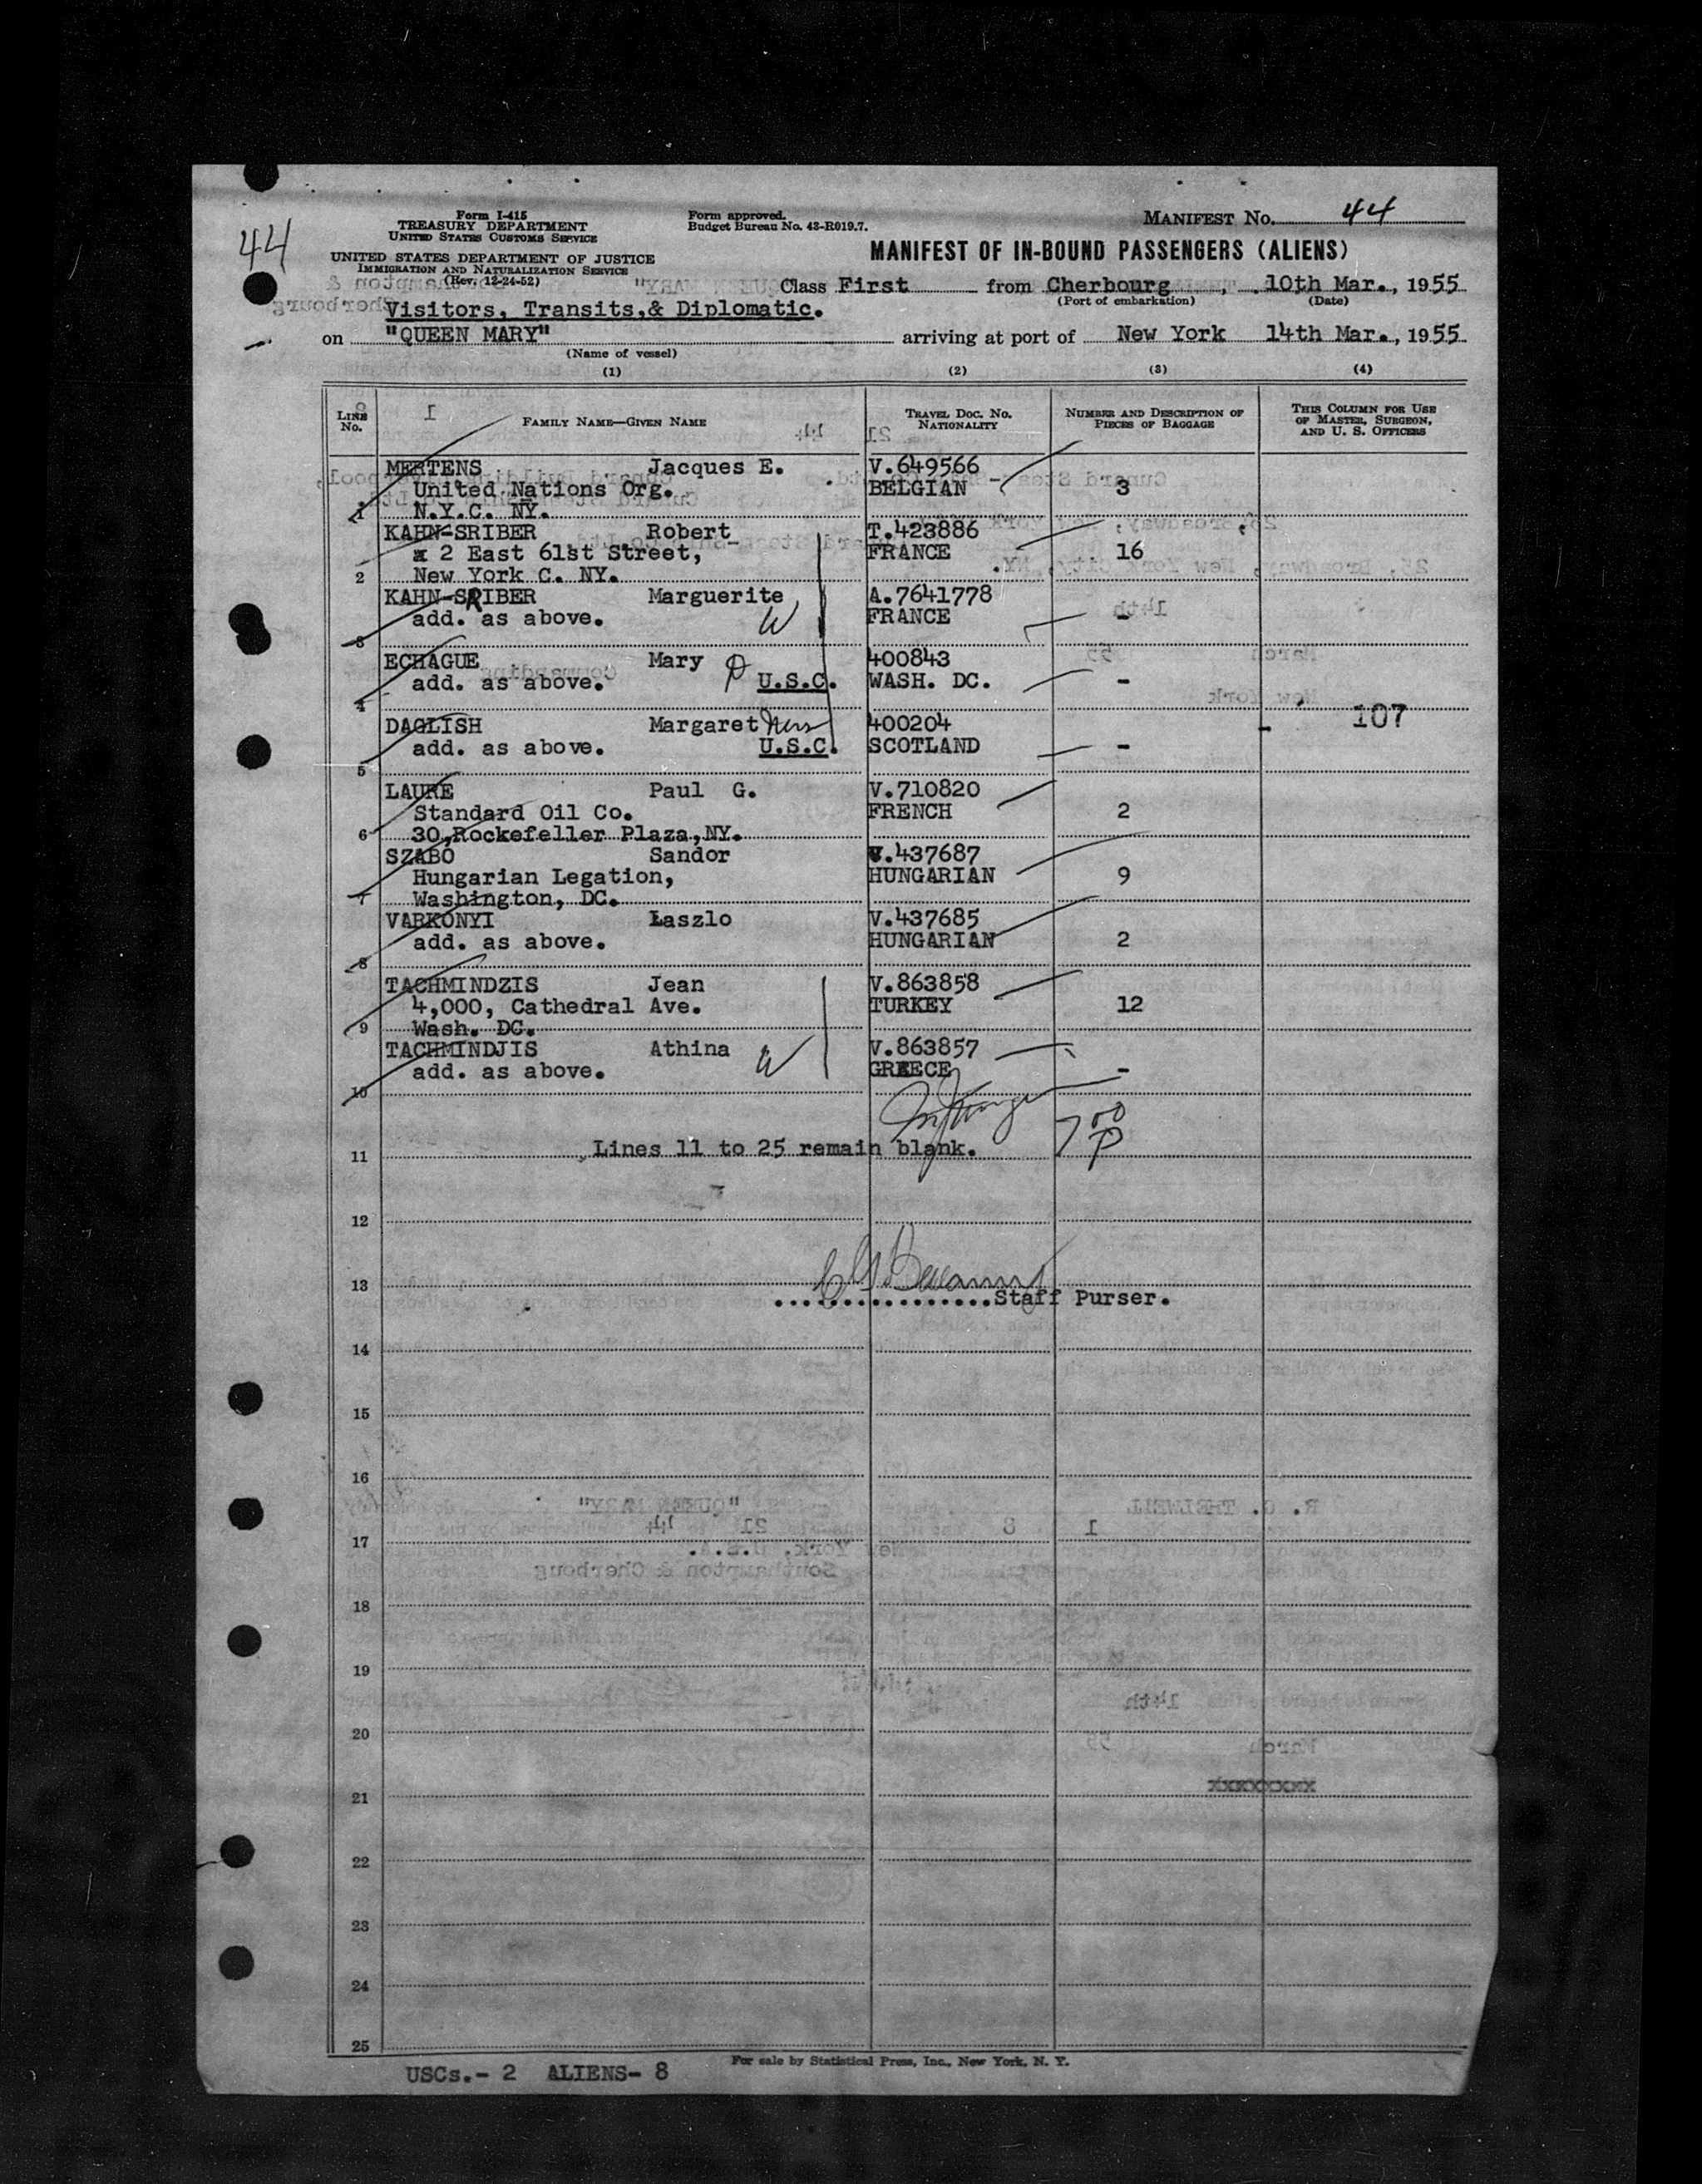 44
Form I-415
TREASURY DEPARTMENT
UNITED STATES CUSTOMS SERVICE
UNITED STATES DEPARTMENT OF JUSTICE
IMMIGRATION AND NATURALIZATION SERVICE
(Rev. 12-24-52)
Form approved.
Budget Bureau No. 43-R019.7.
MANIFEST No. 44
MANIFEST OF IN-BOUND PASSENGERS (ALIENS)
Class First from Cherbourg, 10th Mar., 1955
(Port of embarkation) (Date)
Visitors, Transits,& Diplomatic.
on "QUEEN MARY" arriving at port of New York 14th Mar., 1955
(Name of vessel)
(1) (2) (3) (4)
LINE No. FAMILY NAME—GIVEN NAME TRAVEL DOC. No. NATIONALITY NUMBER AND DESCRIPTION OF PIECES OF BAGGAGE THIS COLUMN FOR USE OF MASTER, SURGEON, AND U. S. OFFICERS
MERTENS Jacques E. V.649566
United Nations Org. BELGIAN 3
1 N.Y.C. NY.
KAHN-SRIBER Robert T.423886
x 2 East 61st Street, FRANCE 16
2 New York C. NY.
KAHN-SRIBER Marguerite A.7641778
add. as above. W FRANCE -
3
ECHAGUE Mary 400843
add. as above. U.S.C. WASH. DC. -
4
DAGLISH Margaret 400204 - 107
add. as above. U.S.C. SCOTLAND -
5
LAURE Paul G. V.710820
Standard Oil Co. FRENCH 2
6 30,Rockefeller Plaza,NY.
SZABO Sandor V.437687
Hungarian Legation, HUNGARIAN 9
7 Washington, DC.
VARKONYI Laszlo V.437685
add. as above. HUNGARIAN 2
8
TACHMINDZIS Jean V.863858
4,000, Cathedral Ave. TURKEY 12
9 Wash. DC.
TACHMINDJIS Athina V.863857
add. as above. W GREECE -
10
7 00 P
11 Lines 11 to 25 remain blank.
12
13
Staff Purser.
14
15
16
17
18
19
20
21
22
23
24
25
For sale by Statistical Press, Inc., New York, N. Y.
USCs.- 2 ALIENS- 8